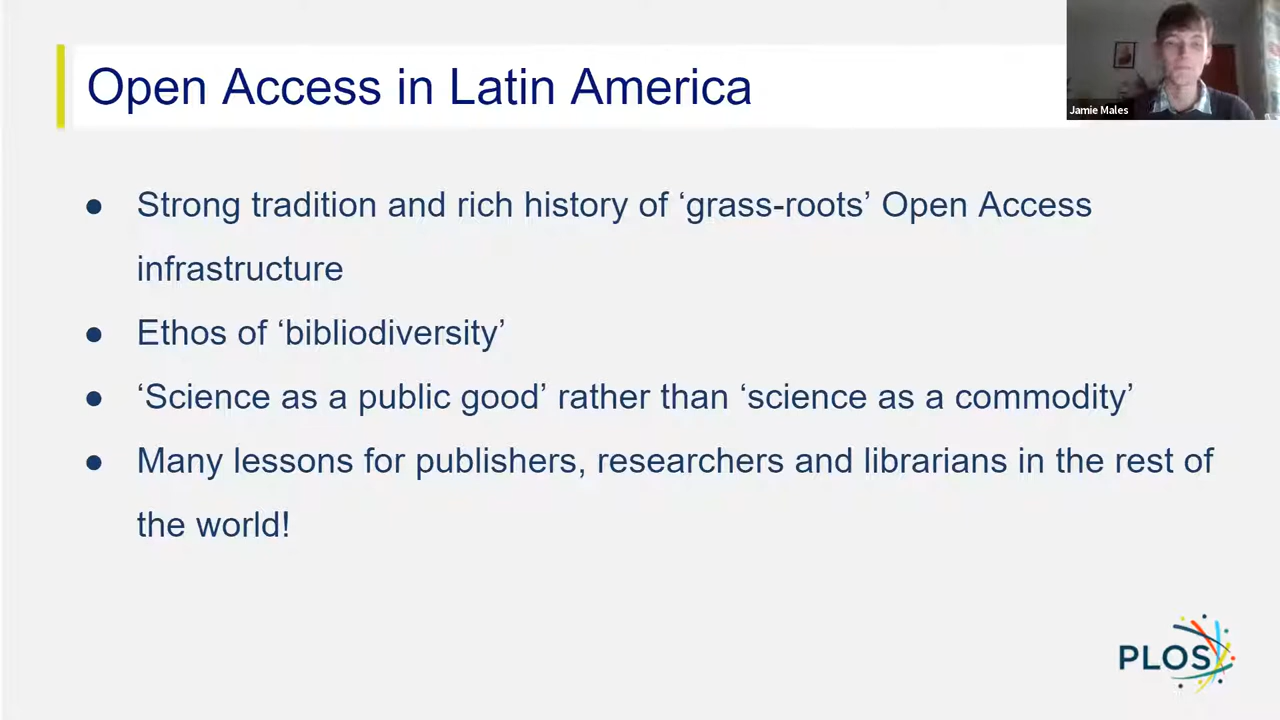 Open Access in Latin America
Jamie Males
● Strong tradition and rich history of ‘grass-roots’ Open Access
infrastructure
● Ethos of ‘bibliodiversity’
● ‘Science as a public good’ rather than ‘science as a commodity’
● Many lessons for publishers, researchers and librarians in the rest of
the world!
PLOS